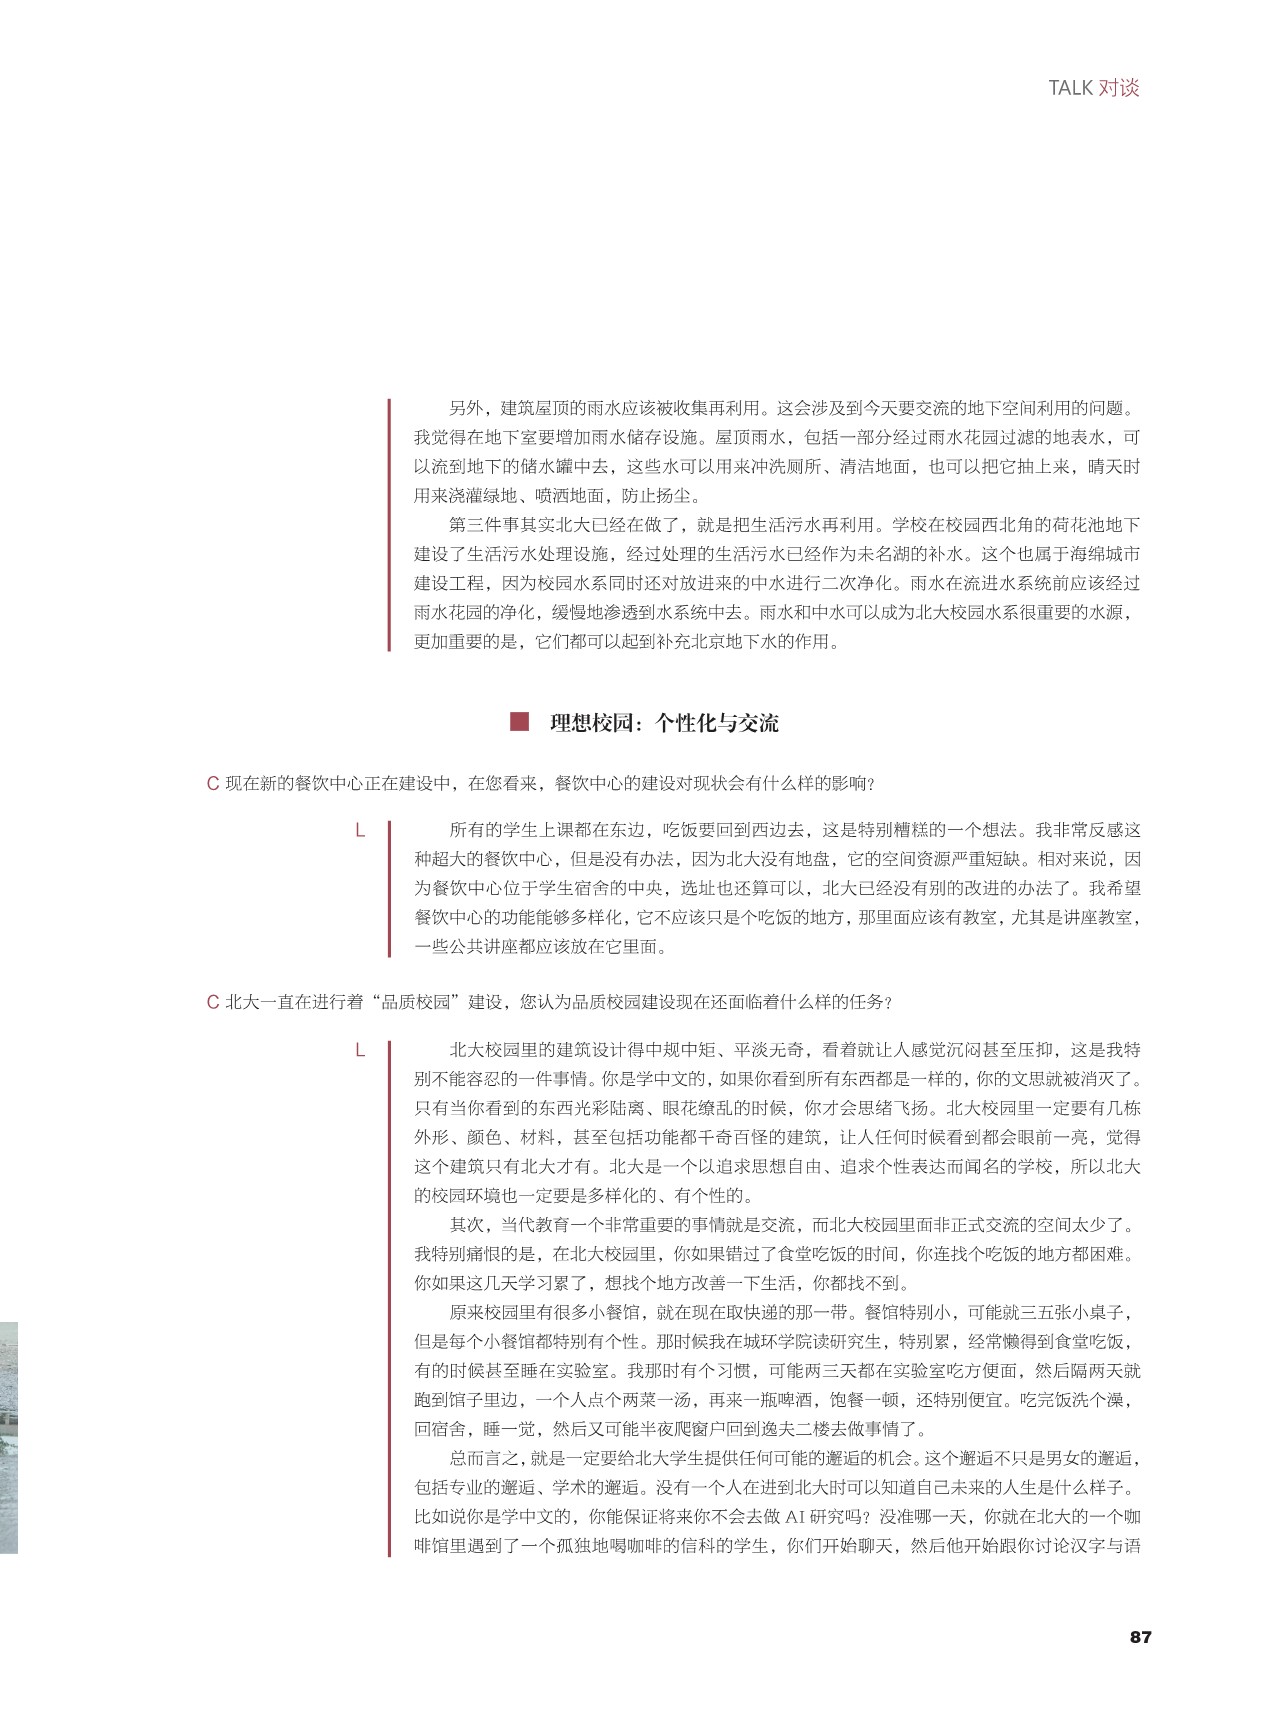 TALK 对谈
另外，建筑屋顶的雨水应该被收集再利用。这会涉及到今天要交流的地下空间利用的问题。
我觉得在地下室要增加雨水储存设施。屋顶雨水，包括一部分经过雨水花园过滤的地表水，可
以流到地下的储水罐中去，这些水可以用来冲洗厕所、清洁地面，也可以把它抽上来，晴天时
用来浇灌绿地、喷洒地面，防止扬尘。
第三件事其实北大已经在做了，就是把生活污水再利用。学校在校园西北角的荷花池地下
建设了生活污水处理设施，经过处理的生活污水已经作为未名湖的补水。这个也属于海绵城市
建设工程，因为校园水系同时还对放进来的中水进行二次净化。雨水在流进水系统前应该经过
雨水花园的净化，缓慢地渗透到水系统中去。雨水和中水可以成为北大校园水系很重要的水源，
更加重要的是，它们都可以起到补充北京地下水的作用。
理想校园：个性化与交流
C 现在新的餐饮中心正在建设中，在您看来，餐饮中心的建设对现状会有什么样的影响？
L 所有的学生上课都在东边，吃饭要回到西边去，这是特别糟糕的一个想法。我非常反感这
种超大的餐饮中心，但是没有办法，因为北大没有地盘，它的空间资源严重短缺。相对来说，因
为餐饮中心位于学生宿舍的中央，选址也还算可以，北大已经没有别的改进的办法了。我希望
餐饮中心的功能能够多样化，它不应该只是个吃饭的地方，那里面应该有教室，尤其是讲座教室，
一些公共讲座都应该放在它里面。
C 北大一直在进行着“品质校园”建设，您认为品质校园建设现在还面临着什么样的任务？
L 北大校园里的建筑设计得中规中矩、平淡无奇，看着就让人感觉沉闷甚至压抑，这是我特
别不能容忍的一件事情。你是学中文的，如果你看到所有东西都是一样的，你的文思就被消灭了。
只有当你看到的东西光彩陆离、眼花缭乱的时候，你才会思绪飞扬。北大校园里一定要有几栋
外形、颜色、材料，甚至包括功能都千奇百怪的建筑，让人任何时候看到都会眼前一亮，觉得
这个建筑只有北大才有。北大是一个以追求思想自由、追求个性表达而闻名的学校，所以北大
的校园环境也一定要是多样化的、有个性的。
其次，当代教育一个非常重要的事情就是交流，而北大校园里面非正式交流的空间太少了。
我特别痛恨的是，在北大校园里，你如果错过了食堂吃饭的时间，你连找个吃饭的地方都困难。
你如果这几天学习累了，想找个地方改善一下生活，你都找不到。
原来校园里有很多小餐馆，就在现在取快递的那一带。餐馆特别小，可能就三五张小桌子，
但是每个小餐馆都特别有个性。那时候我在城环学院读研究生，特别累，经常懒得到食堂吃饭，
有的时候甚至睡在实验室。我那时有个习惯，可能两三天都在实验室吃方便面，然后隔两天就
跑到馆子里边，一个人点个两菜一汤，再来一瓶啤酒，饱餐一顿，还特别便宜。吃完饭洗个澡，
回宿舍，睡一觉，然后又可能半夜爬窗户回到逸夫二楼去做事情了。
总而言之，就是一定要给北大学生提供任何可能的邂逅的机会。这个邂逅不只是男女的邂逅，
包括专业的邂逅、学术的邂逅。没有一个人在进到北大时可以知道自己未来的人生是什么样子。
比如说你是学中文的，你能保证将来你不会去做 AI 研究吗？没准哪一天，你就在北大的一个咖
啡馆里遇到了一个孤独地喝咖啡的信科的学生，你们开始聊天，然后他开始跟你讨论汉字与语
87